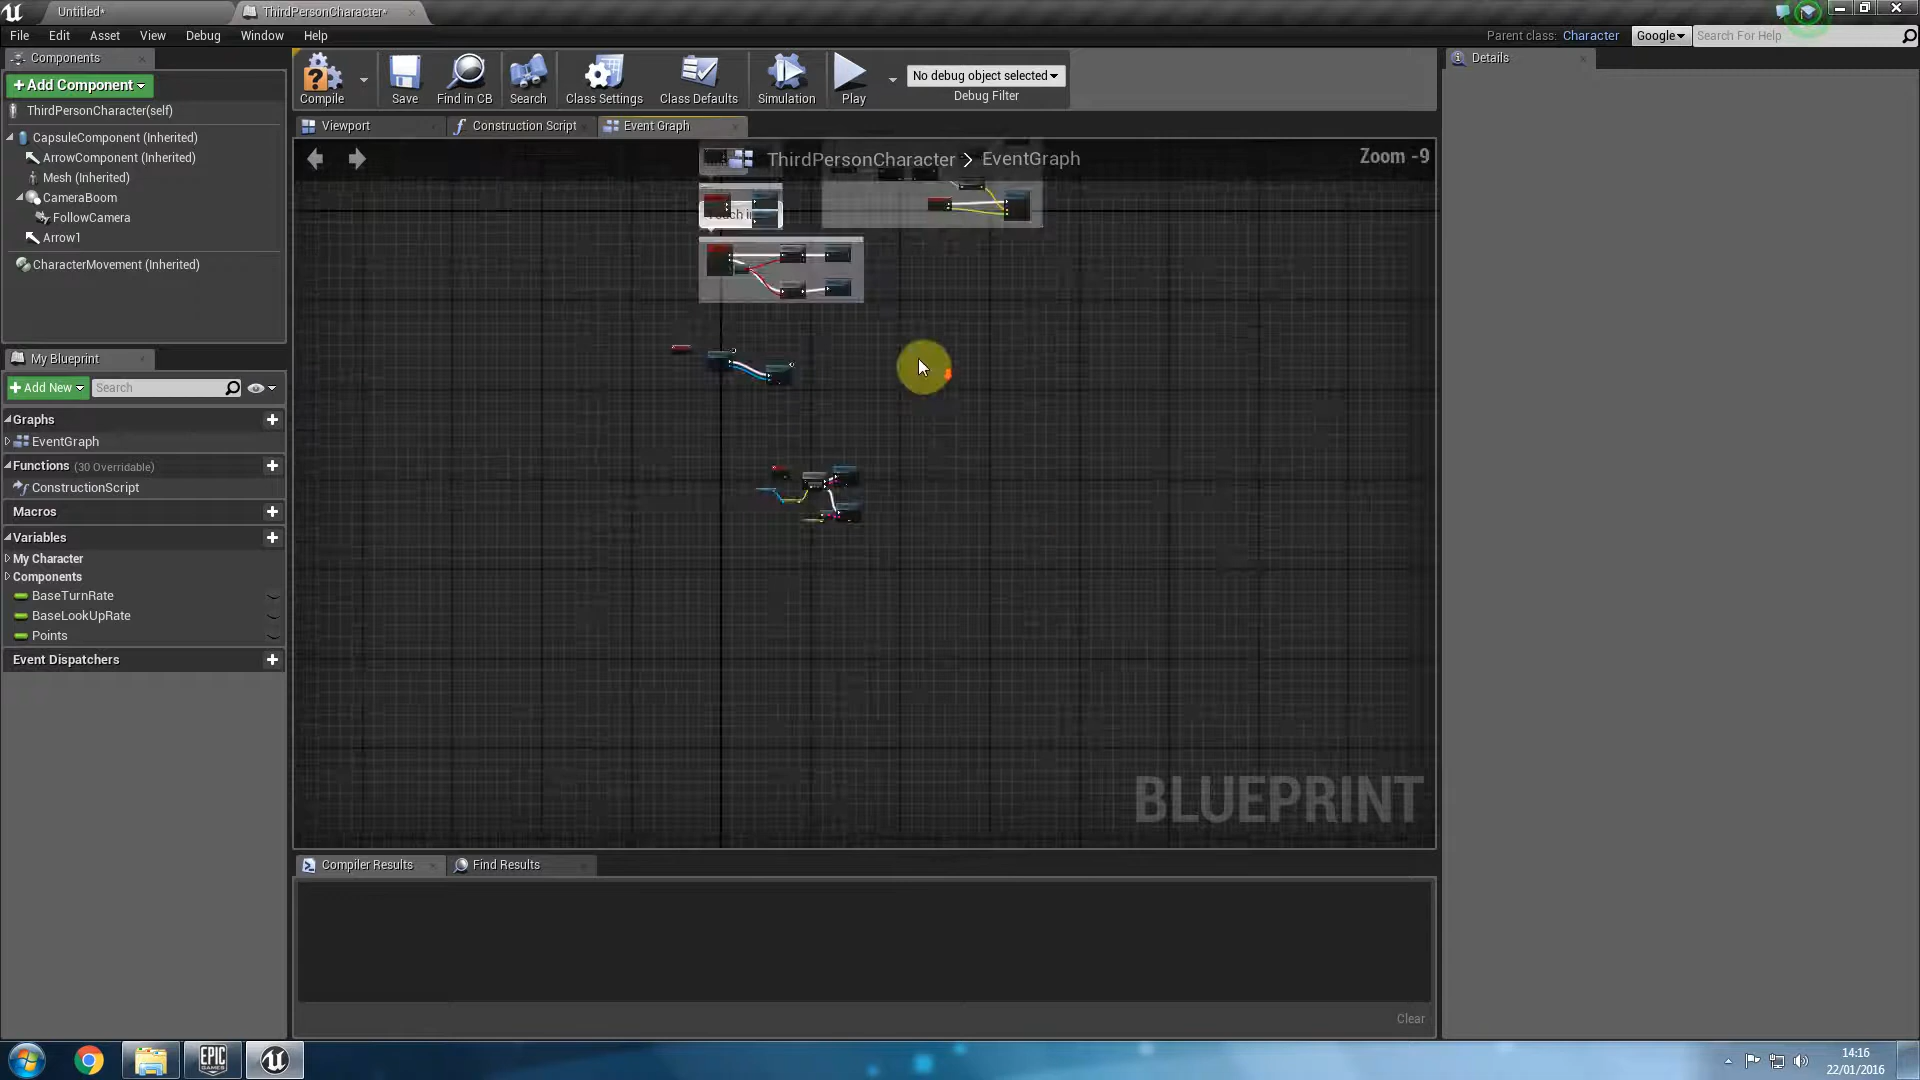 Untitled*
ThirdPersonCharacter*
File Edit Asset View Debug Window Help
Parent class: Character Google Search For Help
Components
+Add Component
ThirdPersonCharacter(self)
CapsuleComponent (Inherited)
ArrowComponent (Inherited)
Mesh (Inherited)
CameraBoom
FollowCamera
Arrow1
CharacterMovement (Inherited)
My Blueprint
+Add New Search
Graphs
EventGraph
Functions (30 Overridable)
ConstructionScript
Macros
Variables
My Character
Components
BaseTurnRate
BaseLookUpRate
Points
Event Dispatchers
Compile Save Find in CB Search Class Settings Class Defaults Simulation Play
No debug object selected
Debug Filter
Viewport Construction Script Event Graph
ThirdPersonCharacter > EventGraph
Zoom -9
BLUEPRINT
Compiler Results Find Results
Clear
Details
EPIC
GAMES
14:16
22/01/2016